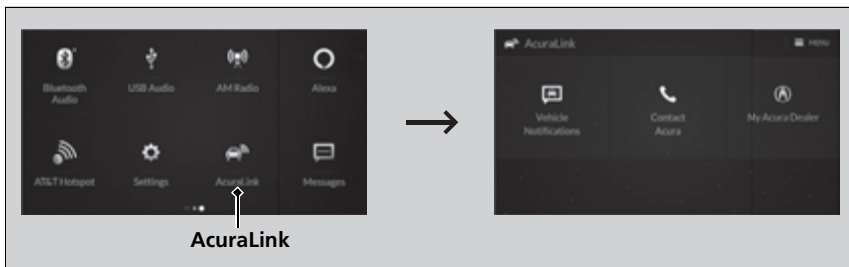 Bluetooth
Audio
USB Audio
AM Radio
Alexa
AT&T Hotspot
Settings
AcuraLink
Messages
AcuraLink
AcuraLink
MENU
Vehicle
Notifications
Contact
Acura
My Acura Dealer